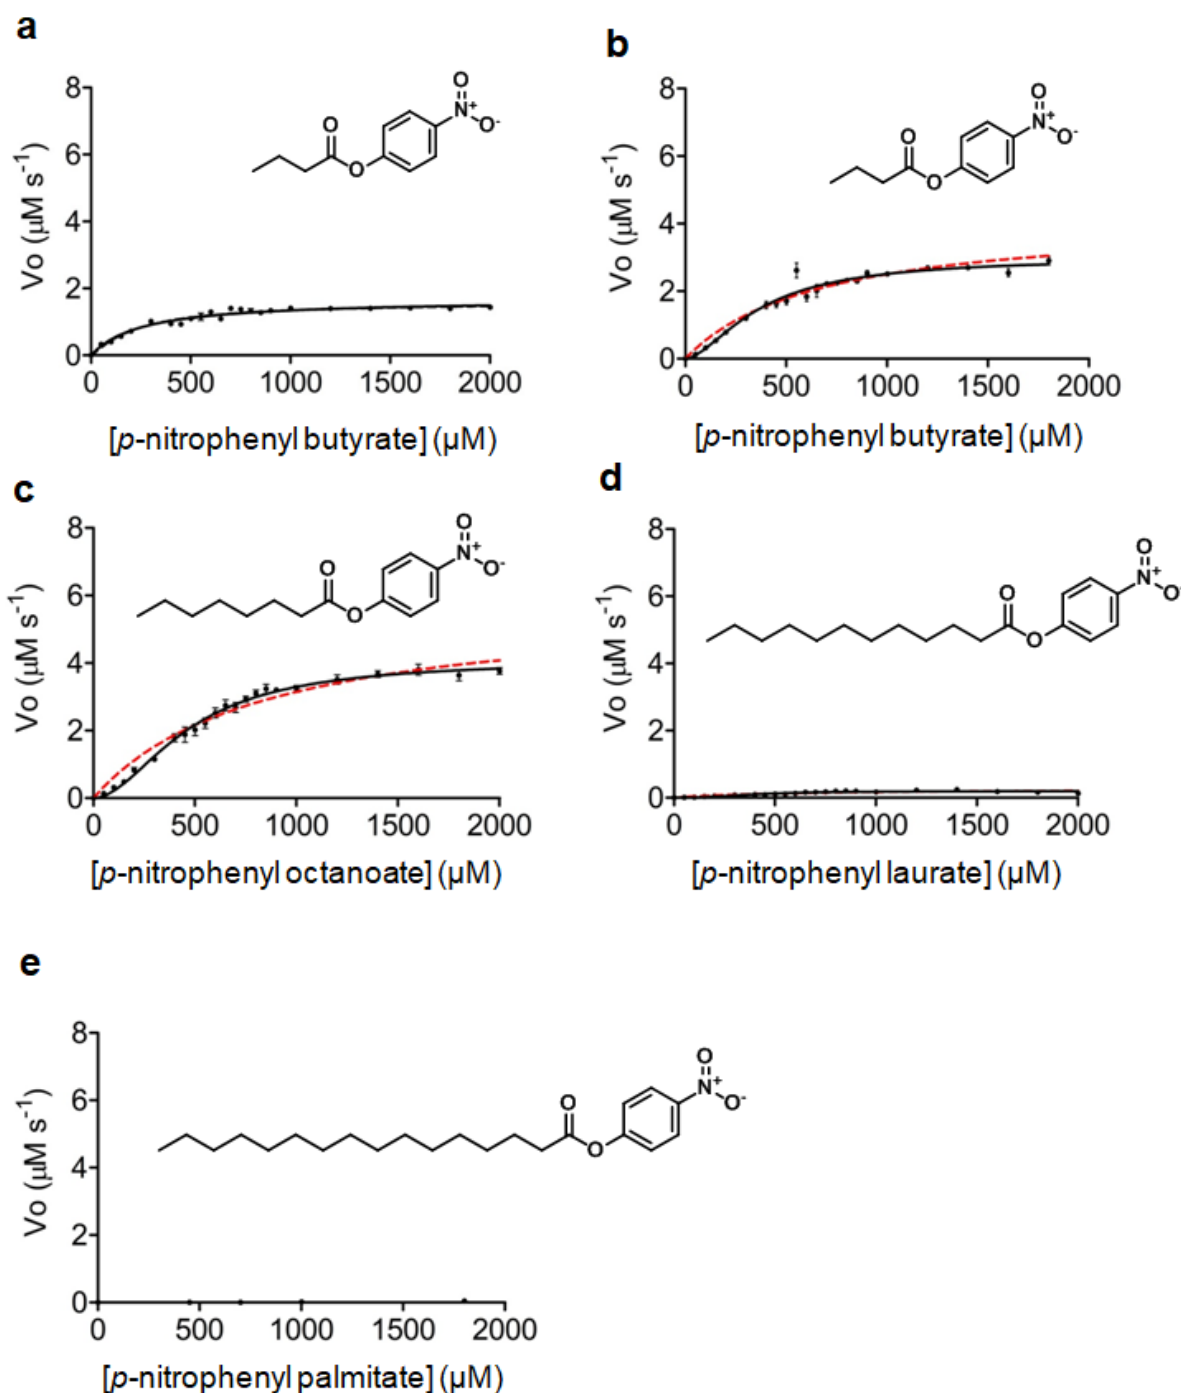 a
8
6
4
2
0
Vo (µM s⁻¹)
O
O
N⁺
O
O⁻
0 500 1000 1500 2000
[p-nitrophenyl butyrate] (µM)
b
8
6
4
2
0
Vo (µM s⁻¹)
O
O
N⁺
O
O⁻
0 500 1000 1500 2000
[p-nitrophenyl butyrate] (µM)
c
8
6
4
2
0
Vo (µM s⁻¹)
O
O
N⁺
O
O⁻
0 500 1000 1500 2000
[p-nitrophenyl octanoate] (µM)
d
8
6
4
2
0
Vo (µM s⁻¹)
O
O
N⁺
O
O
0 500 1000 1500 2000
[p-nitrophenyl laurate] (µM)
e
8
6
4
2
0
Vo (µM s⁻¹)
O
O
N⁺
O
O⁻
0 500 1000 1500 2000
[p-nitrophenyl palmitate] (µM)